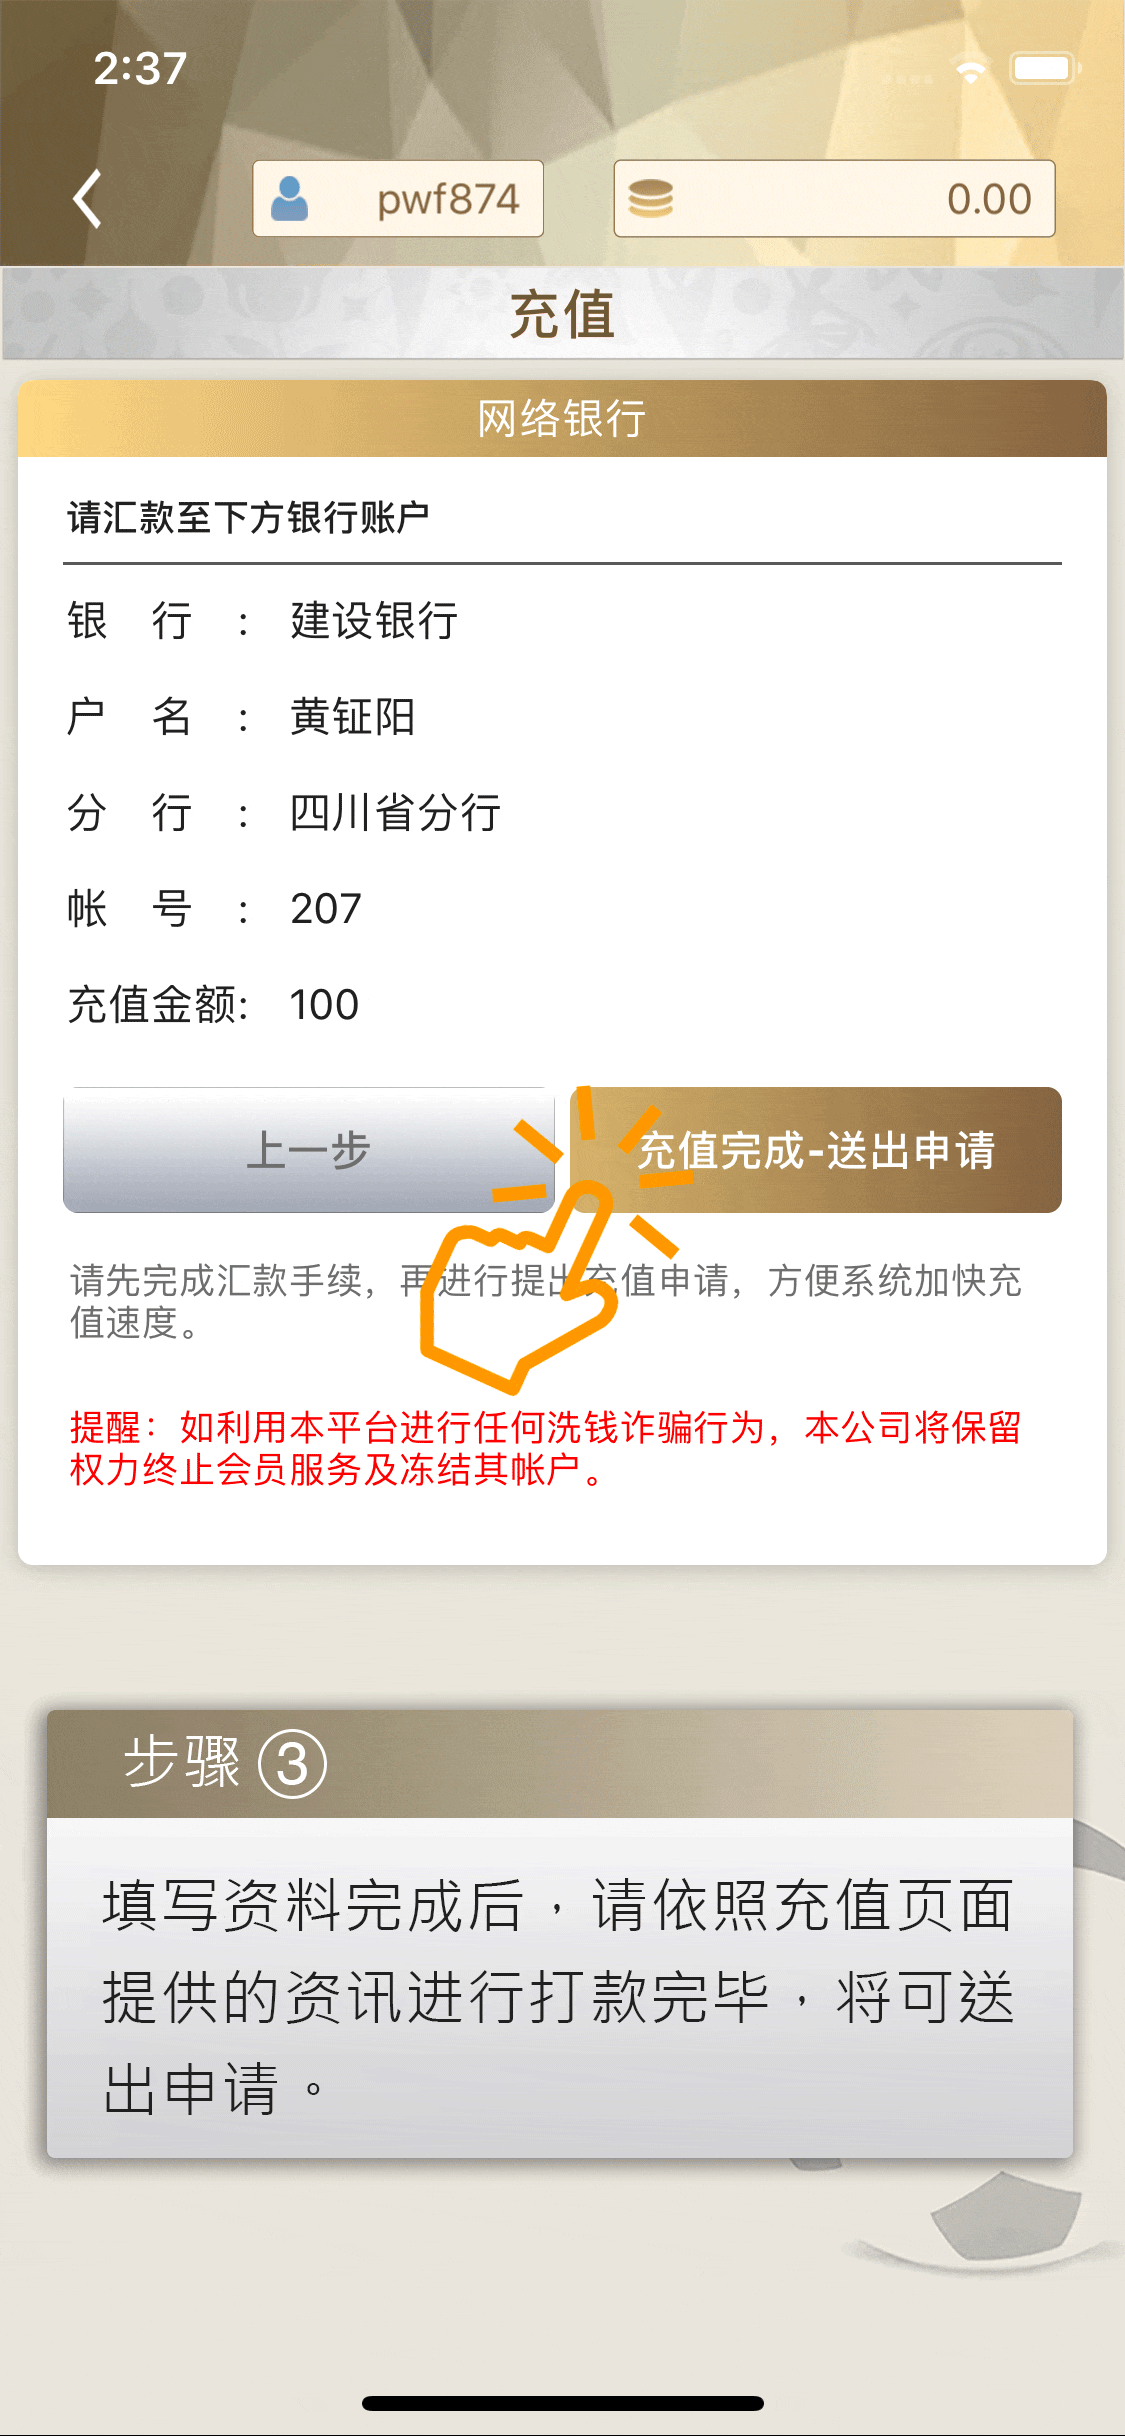 2:37
pwf874
0.00
充值
网络银行
请汇款至下方银行账户
银 行 : 建设银行
户 名 : 黄钲阳
分 行 : 四川省分行
帐 号 : 207
充值金额: 100
上一步
充值完成-送出申请
请先完成汇款手续，再进行提出充值申请，方便系统加快充
值速度。
提醒：如利用本平台进行任何洗钱诈骗行为，本公司将保留
权力终止会员服务及冻结其帐户。
步骤 ③
填写资料完成后，请依照充值页面
提供的资讯进行打款完毕，将可送
出申请。